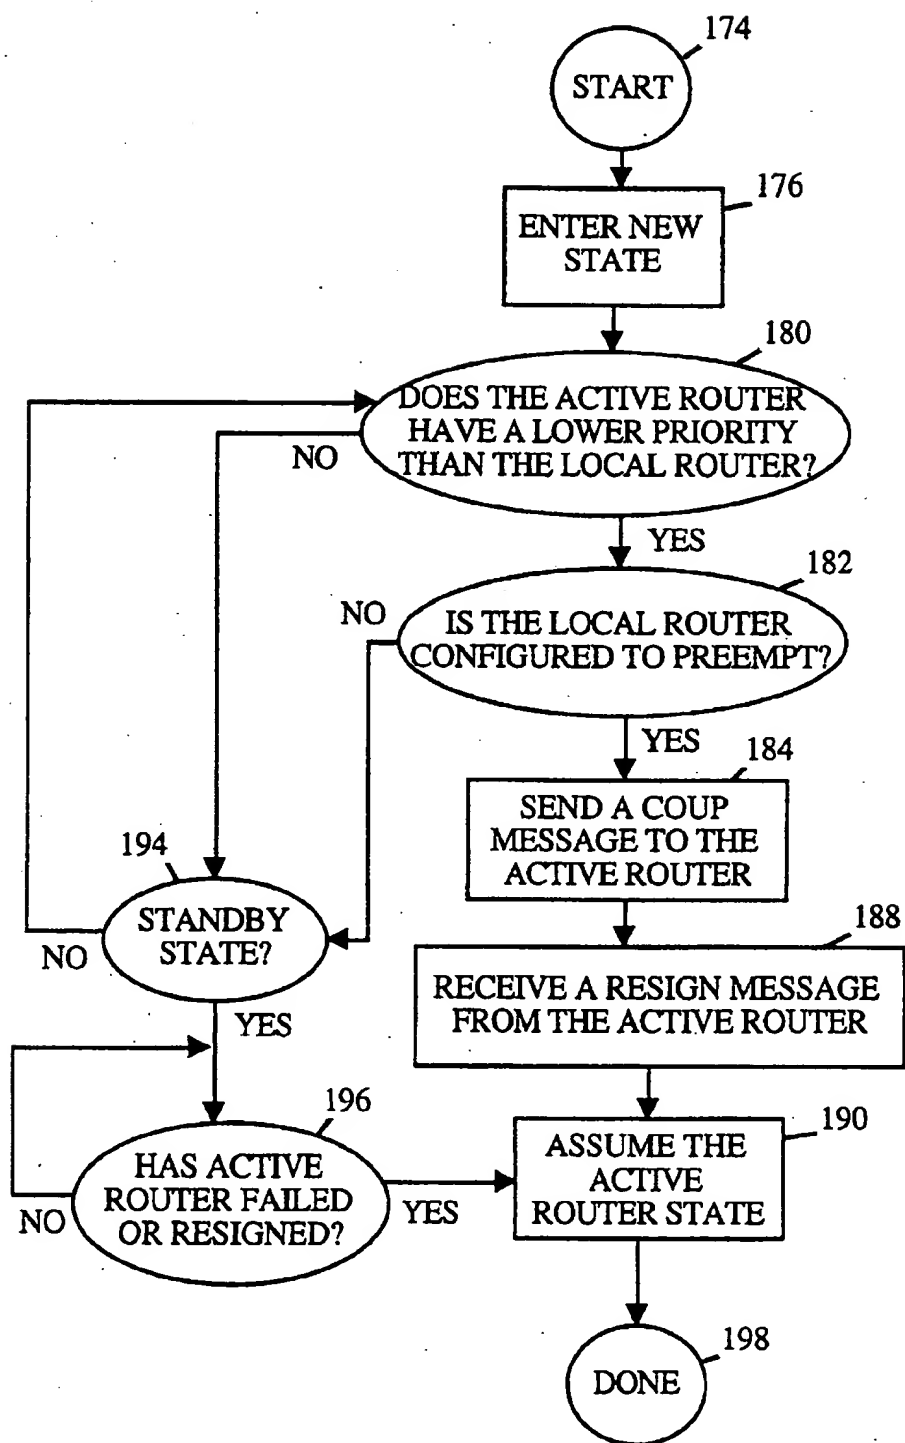 174
START
176
ENTER NEW
STATE
180
DOES THE ACTIVE ROUTER
HAVE A LOWER PRIORITY
THAN THE LOCAL ROUTER?
NO
YES
182
NO
IS THE LOCAL ROUTER
CONFIGURED TO PREEMPT?
YES
184
SEND A COUP
MESSAGE TO THE
ACTIVE ROUTER
194
STANDBY
STATE?
NO
YES
188
RECEIVE A RESIGN MESSAGE
FROM THE ACTIVE ROUTER
196
HAS ACTIVE
ROUTER FAILED
OR RESIGNED?
NO
YES
190
ASSUME THE
ACTIVE
ROUTER STATE
198
DONE